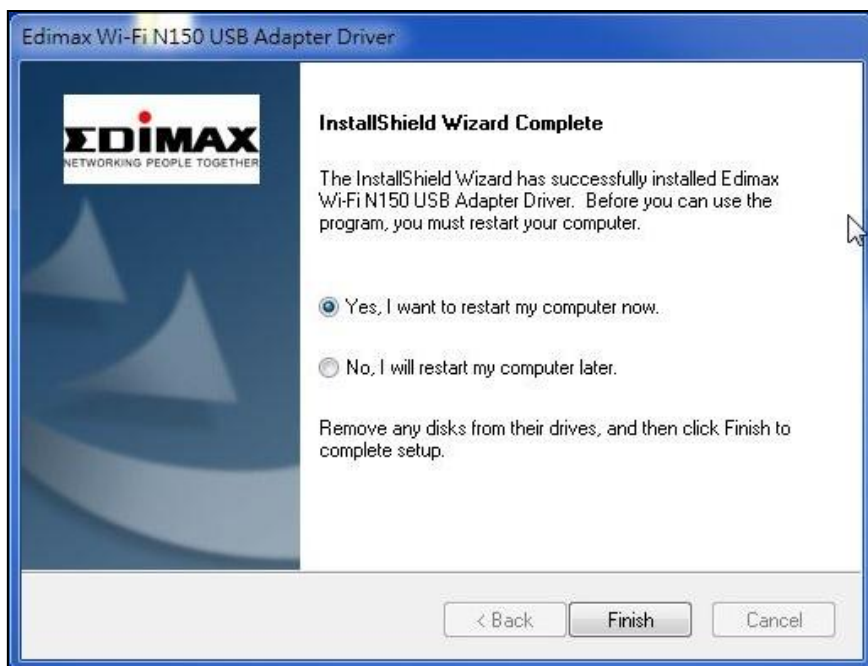 Edimax Wi-Fi N150 USB Adapter Driver
EDIMAX
NETWORKING PEOPLE TOGETHER
InstallShield Wizard Complete
The InstallShield Wizard has successfully installed Edimax
Wi-Fi N150 USB Adapter Driver.  Before you can use the
program, you must restart your computer.
Yes, I want to restart my computer now.
No, I will restart my computer later.
Remove any disks from their drives, and then click Finish to
complete setup.
< Back Finish Cancel